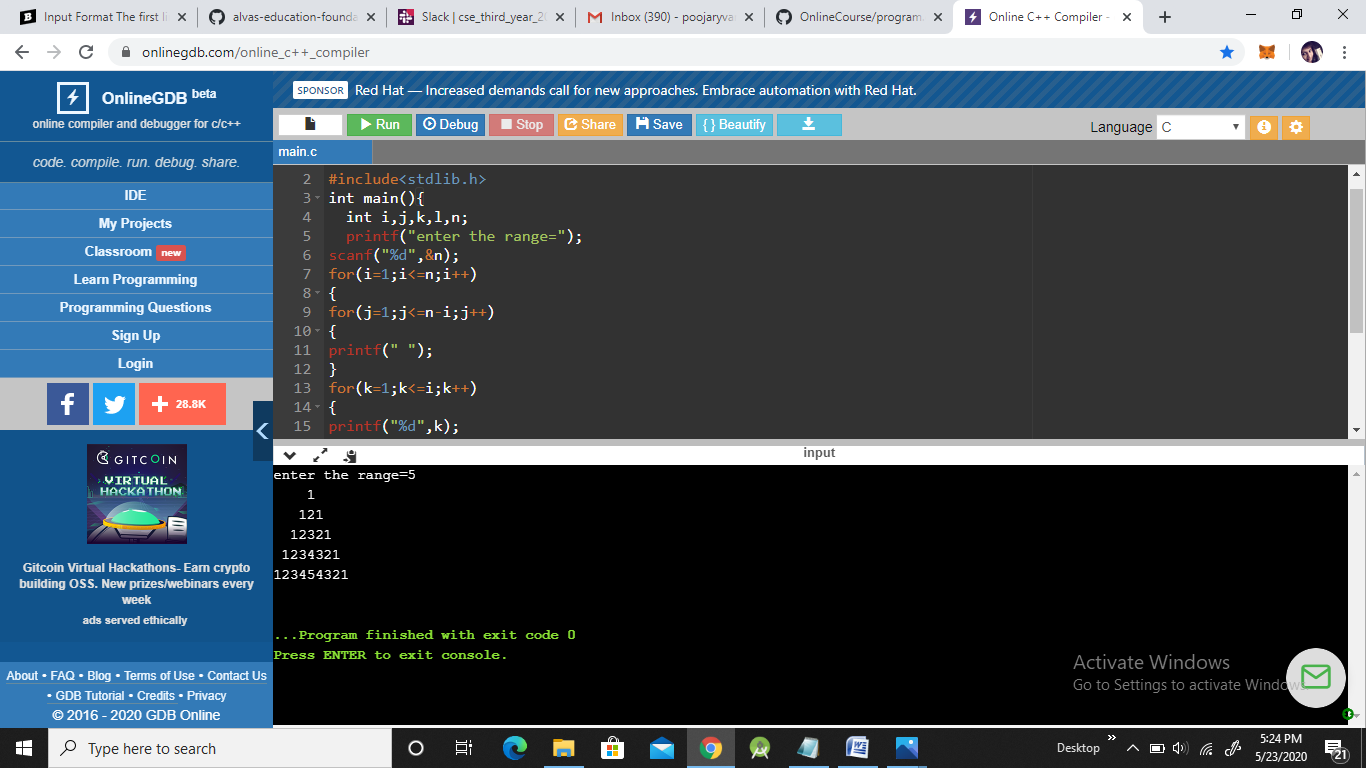 Input Format The first li
alvas-education-founda
Slack | cse_third_year_2
Inbox (390) - poojaryva
OnlineCourse/program
Online C++ Compiler -
onlinegdb.com/online_c++_compiler
OnlineGDB beta
online compiler and debugger for c/c++
code. compile. run. debug. share.
IDE
My Projects
Classroom new
Learn Programming
Programming Questions
Sign Up
Login
f
+ 28.8K
GITCOIN
VIRTUAL
HACKATHON
Gitcoin Virtual Hackathons- Earn crypto
building OSS. New prizes/webinars every
week
ads served ethically
About • FAQ • Blog • Terms of Use • Contact Us
• GDB Tutorial • Credits • Privacy
© 2016 - 2020 GDB Online
SPONSOR Red Hat — Increased demands call for new approaches. Embrace automation with Red Hat.
Run Debug Stop Share Save { } Beautify
Language C
main.c
2 #include<stdlib.h>
3 int main(){
4 int i,j,k,l,n;
5 printf("enter the range=");
6 scanf("%d",&n);
7 for(i=1;i<=n;i++)
8 {
9 for(j=1;j<=n-i;j++)
10 {
11 printf(" ");
12 }
13 for(k=1;k<=i;k++)
14 {
15 printf("%d",k);
input
enter the range=5
1
121
12321
1234321
123454321
...Program finished with exit code 0
Press ENTER to exit console.
Activate Windows
Go to Settings to activate Windows.
Type here to search
Desktop
5:24 PM
5/23/2020
21